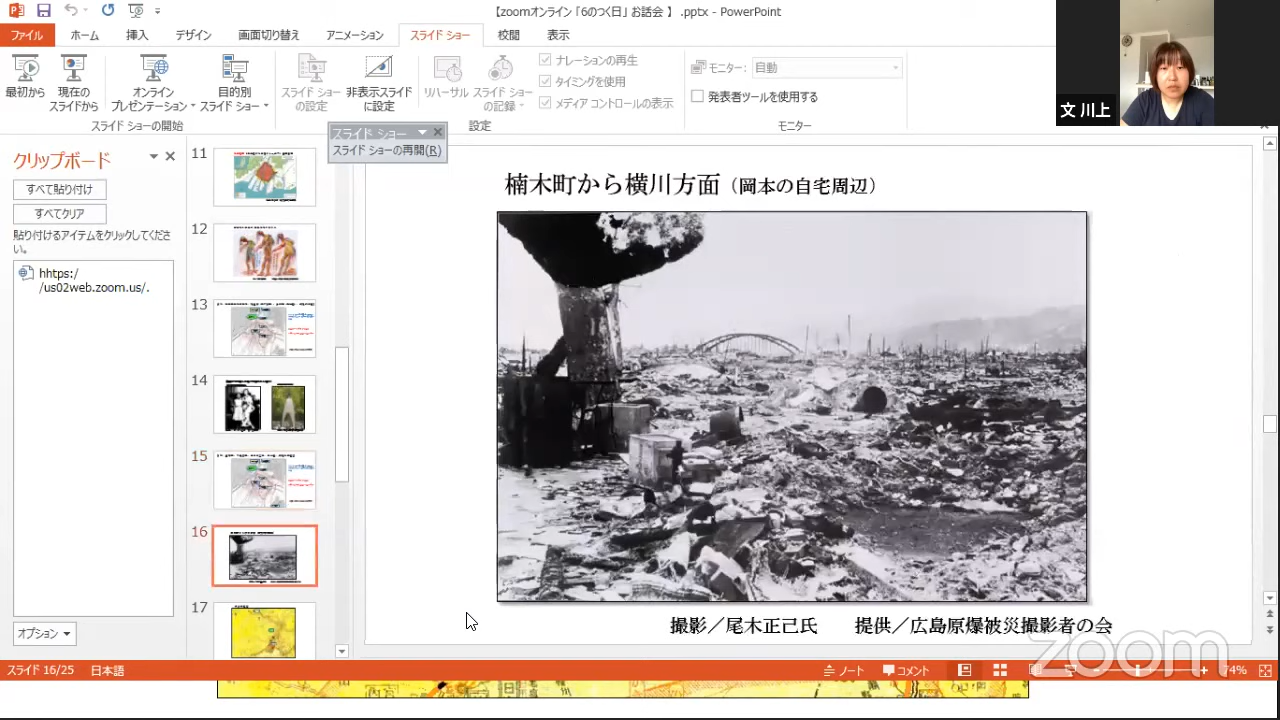 【zoomオンライン「6のつく日」お話会 】 .pptx - PowerPoint
ファイル ホーム 挿入 デザイン 画面切り替え アニメーション スライド ショー 校閲 表示
最初から
現在の
スライドから
オンライン
プレゼンテーション
目的別
スライド ショー
スライド ショーの開始
スライド ショー
の設定
非表示スライド
に設定
リハーサル
スライド ショー
の記録
ナレーションの再生
タイミングを使用
メディア コントロールの表示
設定
モニター: 自動
発表者ツールを使用する
モニター
文 川上
スライド ショー
スライド ショーの再開(R)
クリップボード
すべて貼り付け
すべてクリア
貼り付けるアイテムをクリックしてくださ
い。
hhtps:/
/us02web.zoom.us/.
オプション
11
12
13
14
15
16
17
楠木町から横川方面（岡本の自宅周辺）
撮影／尾木正己氏 提供／広島原爆被災撮影者の会
zoom
スライド 16/25 日本語 ノート コメント 74%